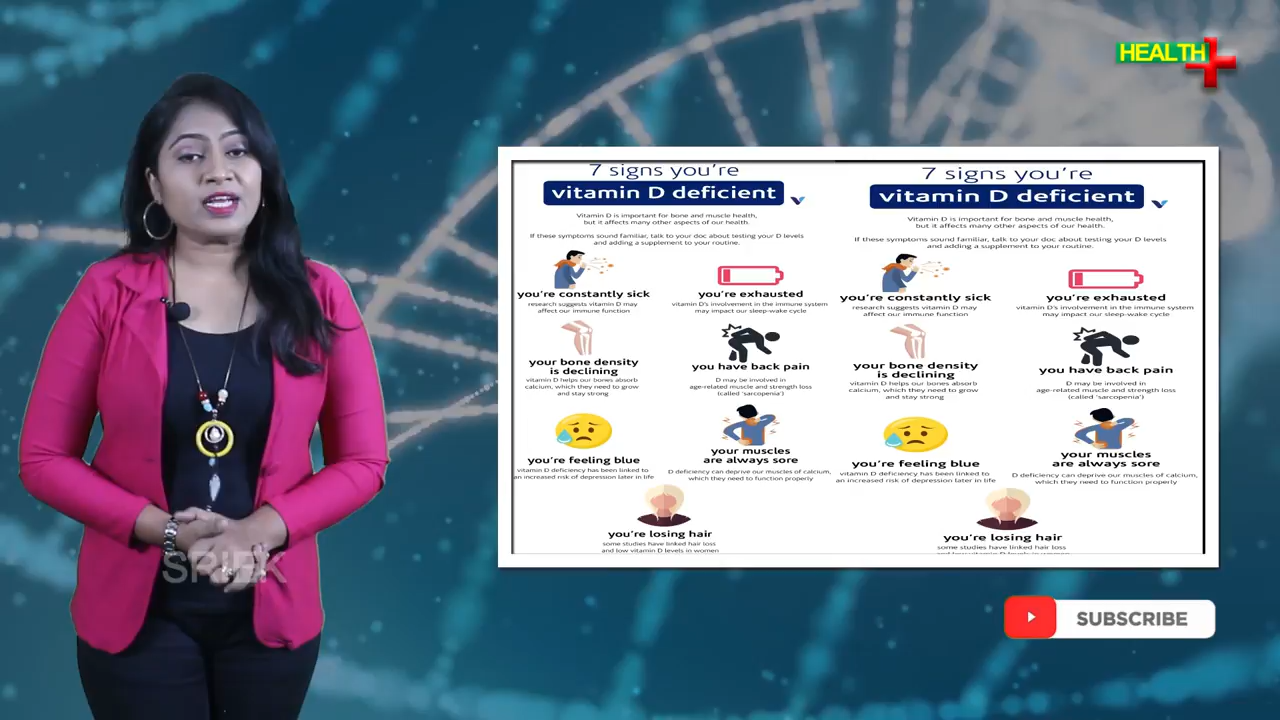 HEALTH
7 signs you're
vitamin D deficient
Vitamin D is important for bone and muscle health,
but it affects many other aspects of our health.
If these symptoms sound familiar, talk to your doc about testing your D levels
and adding a supplement to your routine.
you're constantly sick
research suggests vitamin D may
affect our immune function
you're exhausted
vitamin D's involvement in the immune system
may impact our sleep-wake cycle
your bone density
is declining
vitamin D helps our bones absorb
calcium, which they need to grow
and stay strong
you have back pain
D may be involved in
age-related muscle and strength loss
(called 'sarcopenia')
you're feeling blue
vitamin D deficiency has been linked to
an increased risk of depression later in life
your muscles
are always sore
D deficiency can deprive our muscles of calcium,
which they need to function properly
you're losing hair
some studies have linked hair loss
and low vitamin D levels in women
7 signs you're
vitamin D deficient
Vitamin D is important for bone and muscle health,
but it affects many other aspects of our health.
If these symptoms sound familiar, talk to your doc about testing your D levels
and adding a supplement to your routine.
you're constantly sick
research suggests vitamin D may
affect our immune function
you're exhausted
vitamin D's involvement in the immune system
may impact our sleep-wake cycle
your bone density
is declining
vitamin D helps our bones absorb
calcium, which they need to grow
and stay strong
you have back pain
D may be involved in
age-related muscle and strength loss
(called 'sarcopenia')
you're feeling blue
vitamin D deficiency has been linked to
an increased risk of depression later in life
your muscles
are always sore
D deficiency can deprive our muscles of calcium,
which they need to function properly
you're losing hair
some studies have linked hair loss
SUBSCRIBE